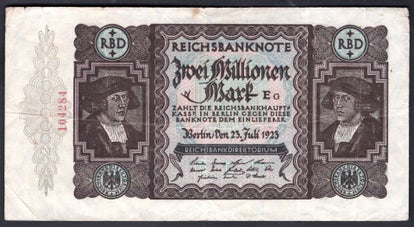 RBD
RBD
REICHSBANKNOTE
Zwei Millionen
Mark EG
ZAHLT DIE REICHSBANKHAUPT=
KASSE IN BERLIN GEGEN DIESE
BANKNOTE DEM EINLIEFERER.
Berlin, den 23. Juli 1923
REICHSBANKDIREKTORIUM
104284